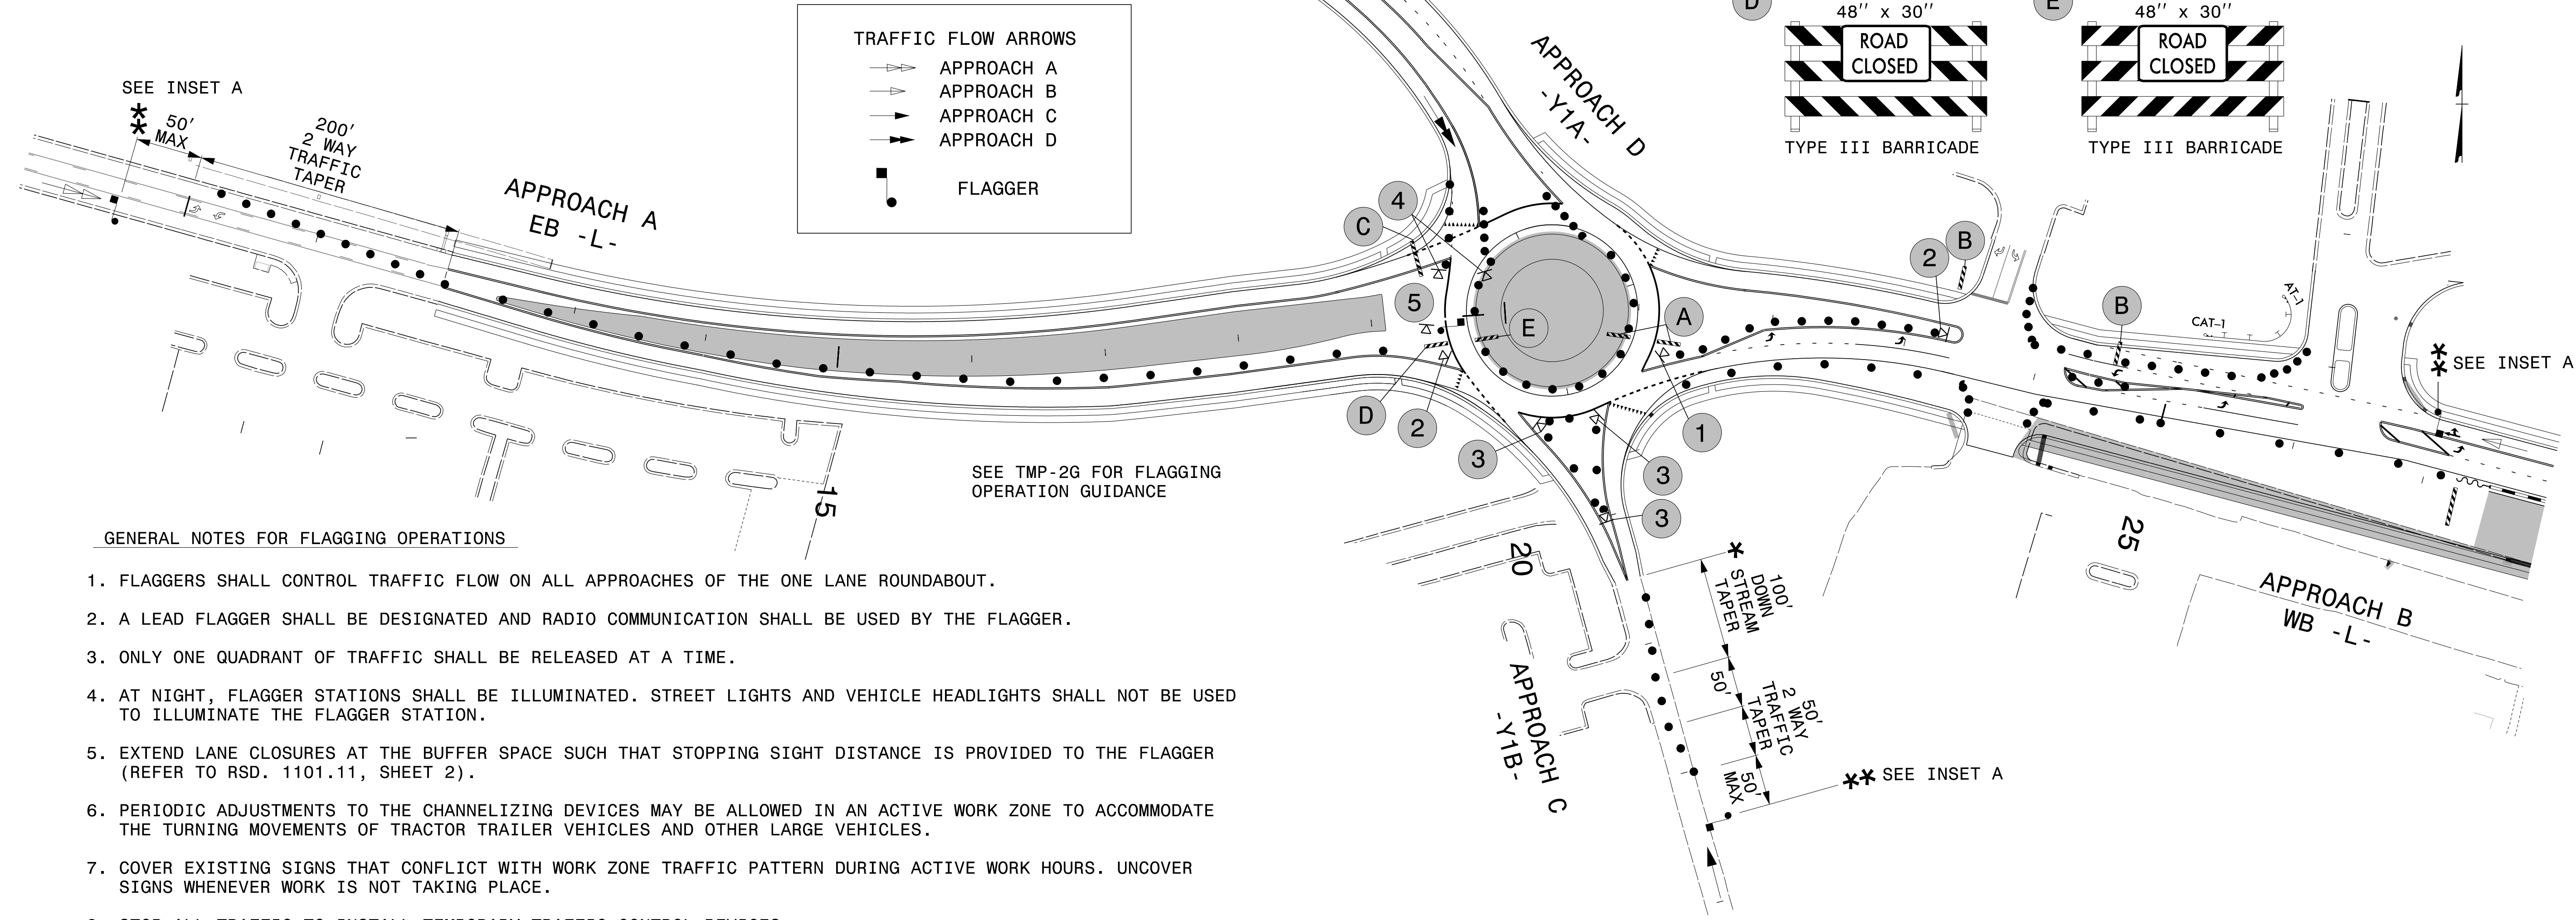 TRAFFIC FLOW ARROWS
APPROACH A
APPROACH B
APPROACH C
APPROACH D
FLAGGER
SEE INSET A
**
50'
MAX
200'
2 WAY
TRAFFIC
TAPER
APPROACH A
EB -L-
APPROACH D
-Y1A-
D
48'' x 30''
ROAD
CLOSED
TYPE III BARRICADE
E
48'' x 30''
ROAD
CLOSED
TYPE III BARRICADE
C
4
5
E
A
D
2
3
3
3
1
2
B
B
AT-1
CAT-1
**
SEE INSET A
15
20
25
SEE TMP-2G FOR FLAGGING
OPERATION GUIDANCE
APPROACH B
WB -L-
APPROACH C
-Y1B-
*
100'
DOWN
STREAM
TAPER
50'
50'
2 WAY
TRAFFIC
TAPER
50'
MAX
** SEE INSET A
GENERAL NOTES FOR FLAGGING OPERATIONS
1. FLAGGERS SHALL CONTROL TRAFFIC FLOW ON ALL APPROACHES OF THE ONE LANE ROUNDABOUT.
2. A LEAD FLAGGER SHALL BE DESIGNATED AND RADIO COMMUNICATION SHALL BE USED BY THE FLAGGER.
3. ONLY ONE QUADRANT OF TRAFFIC SHALL BE RELEASED AT A TIME.
4. AT NIGHT, FLAGGER STATIONS SHALL BE ILLUMINATED. STREET LIGHTS AND VEHICLE HEADLIGHTS SHALL NOT BE USED
TO ILLUMINATE THE FLAGGER STATION.
5. EXTEND LANE CLOSURES AT THE BUFFER SPACE SUCH THAT STOPPING SIGHT DISTANCE IS PROVIDED TO THE FLAGGER
(REFER TO RSD. 1101.11, SHEET 2).
6. PERIODIC ADJUSTMENTS TO THE CHANNELIZING DEVICES MAY BE ALLOWED IN AN ACTIVE WORK ZONE TO ACCOMMODATE
THE TURNING MOVEMENTS OF TRACTOR TRAILER VEHICLES AND OTHER LARGE VEHICLES.
7. COVER EXISTING SIGNS THAT CONFLICT WITH WORK ZONE TRAFFIC PATTERN DURING ACTIVE WORK HOURS. UNCOVER
SIGNS WHENEVER WORK IS NOT TAKING PLACE.